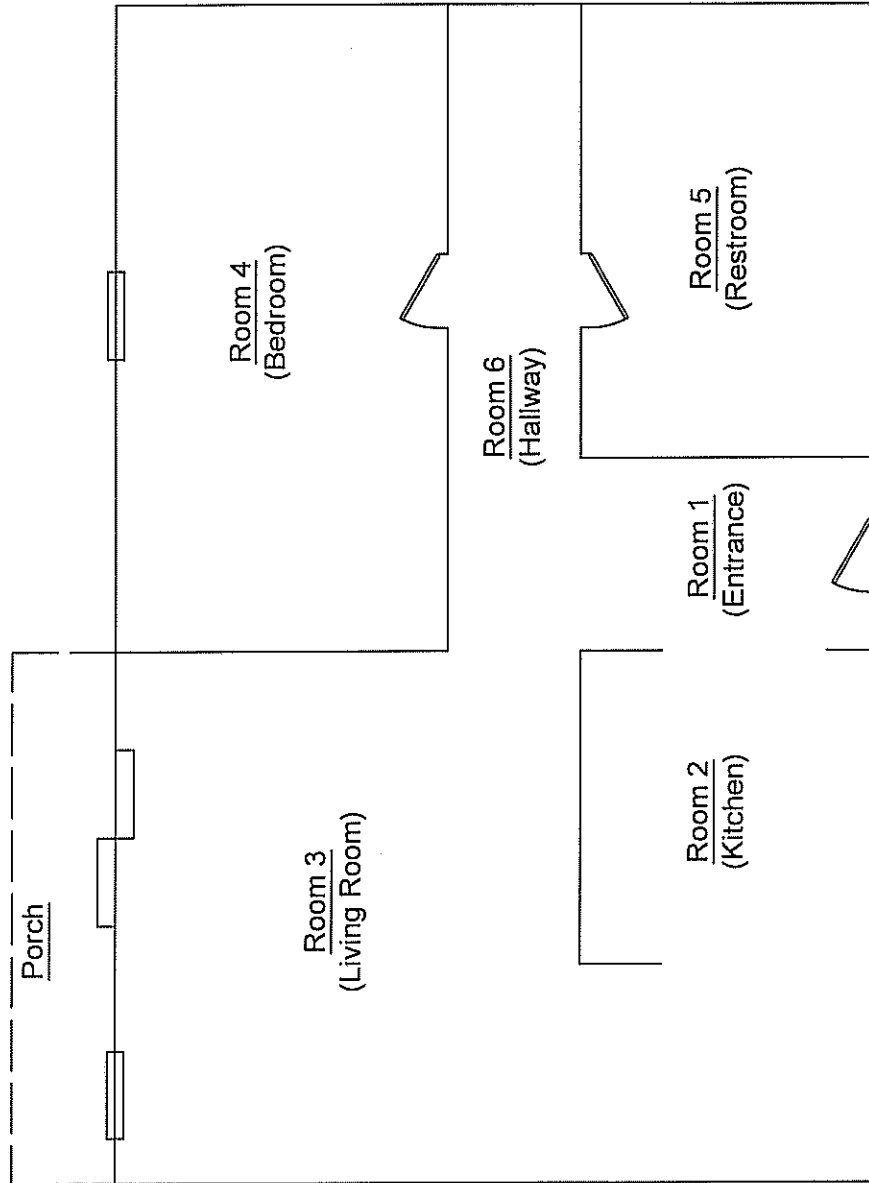 Porch
Room 3
(Living Room)
Room 4
(Bedroom)
Room 6
(Hallway)
Room 2
(Kitchen)
Room 1
(Entrance)
Room 5
(Restroom)